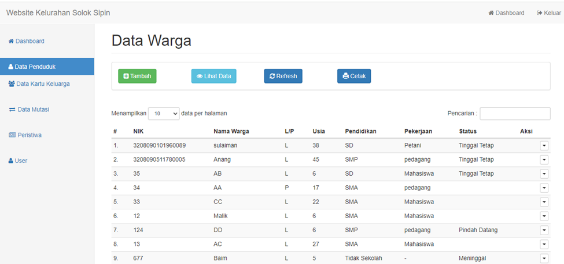 Website Kelurahan Solok Sipin
Dashboard Keluar
Dashboard
Data Penduduk
Data Kartu Keluarga
Data Mutasi
Peristiwa
User
Data Warga
Tambah Lihat Data Refresh Cetak
Menampilkan 10 data per halaman Pencarian :
# NIK Nama Warga L/P Usia Pendidikan Pekerjaan Status Aksi
1. 3208090101960089 sulaiman L 38 SD Petani Tinggal Tetap
2. 3208090511780005 Anang L 45 SMP pedagang Tinggal Tetap
3. 35 AB L 6 SD Mahasiswa Tinggal Tetap
4. 34 AA P 17 SMA pedagang
5. 33 CC L 22 SMA Mahasiswa
6. 12 Malik L 6 SMA Mahasiswa
7. 124 DD L 6 SMP pedagang Pindah Datang
8. 13 AC L 27 SMA Mahasiswa
9. 677 Baim L 5 Tidak Sekolah - Meninggal